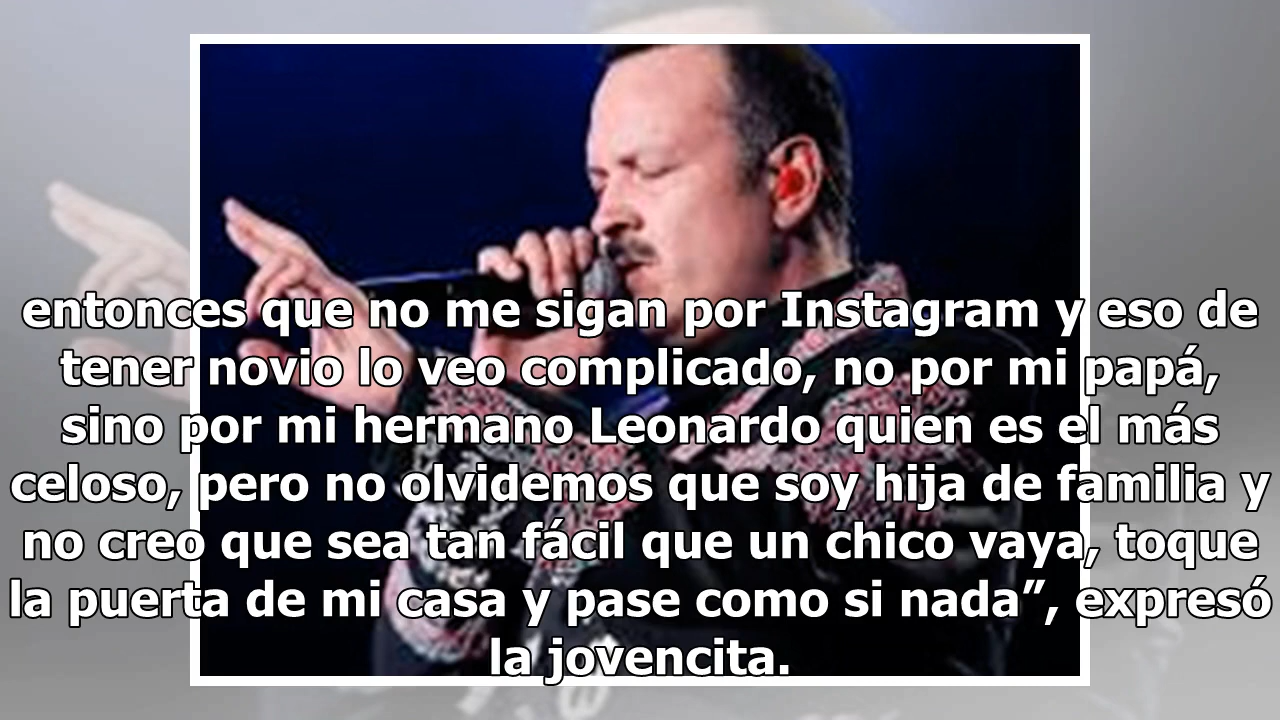 entonces que no me sigan por Instagram y eso de
tener novio lo veo complicado, no por mi papá,
sino por mi hermano Leonardo quien es el más
celoso, pero no olvidemos que soy hija de familia y
no creo que sea tan fácil que un chico vaya, toque
la puerta de mi casa y pase como si nada”, expresó
la jovencita.